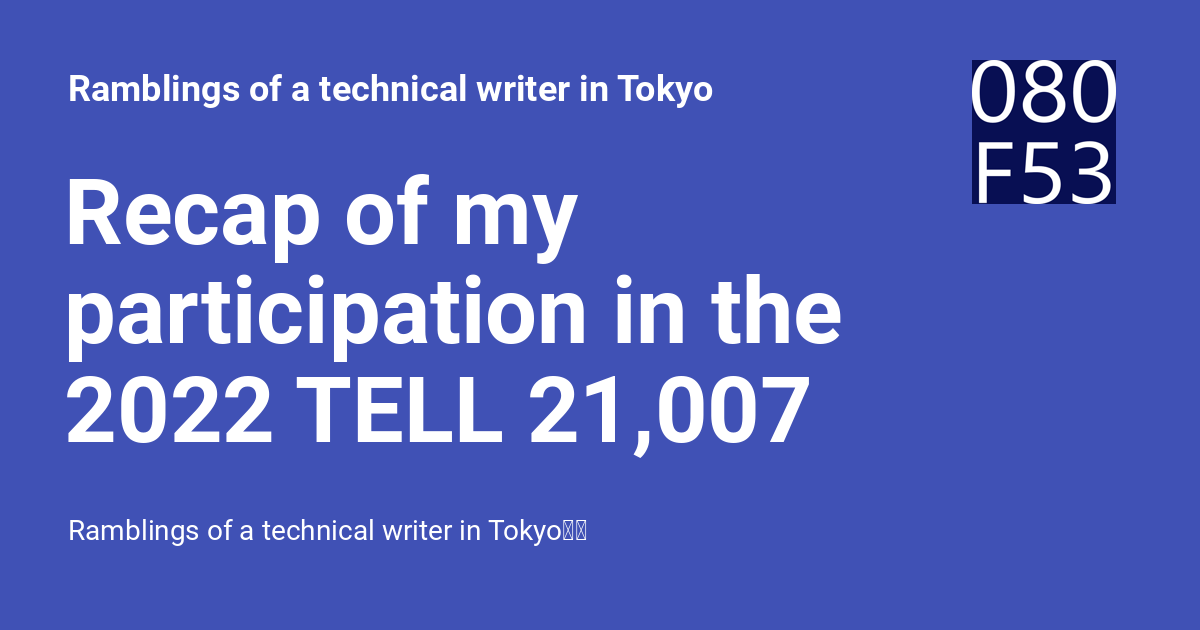 Ramblings of a technical writer in Tokyo
080
F53
Recap of my
participation in the
2022 TELL 21,007
Ramblings of a technical writer in Tokyo